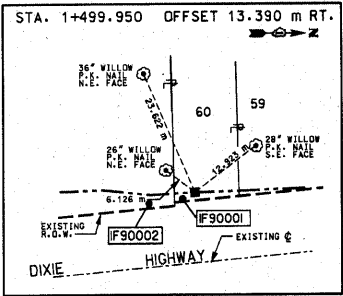 STA. 1+499.950 OFFSET 13.390 m RT.
Z
36" WILLOW
P.K. NAIL
N.E. FACE
60
59
23.622 m
28" WILLOW
P.K. NAIL
S.E. FACE
12.923 m
26" WILLOW
P.K. NAIL
N.E. FACE
6.126 m
EXISTING
R.O.W.
IF90002
IF90001
EXISTING ℄
DIXIE HIGHWAY